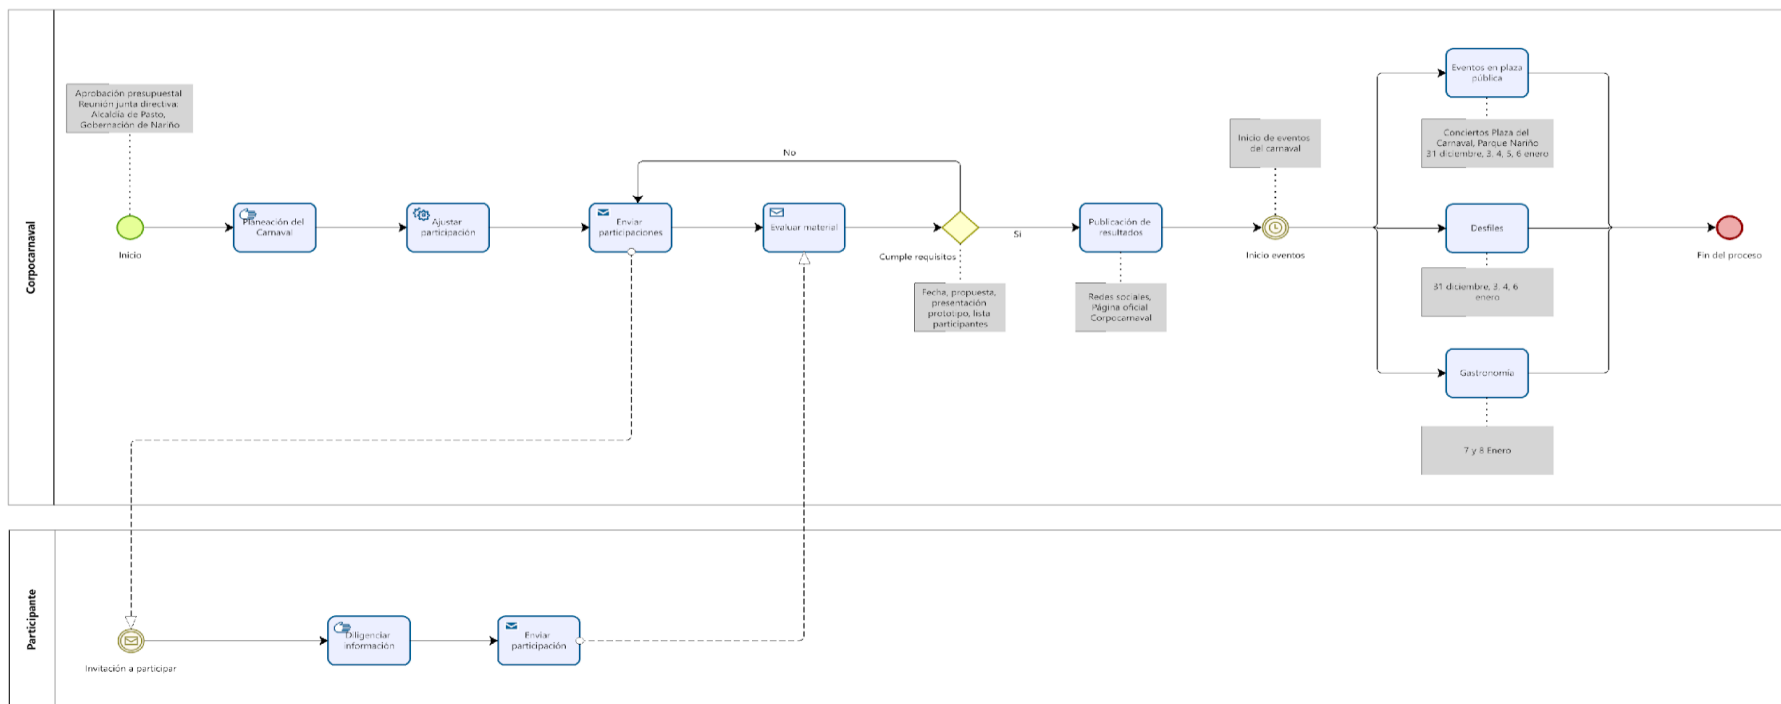 Corpocarnaval
Aprobación presupuestal
Reunión junta directiva:
Alcaldía de Pasto,
Gobernación de Nariño
Inicio
Planeación del
Carnaval
Ajustar
participación
Enviar
participaciones
Evaluar material
No
Cumple requisitos
Si
Fecha, propuesta,
presentación
prototipo, lista
participantes
Publicación de
resultados
Redes sociales,
Página oficial
Corpocarnaval
Inicio de eventos
del carnaval
Inicio eventos
Eventos en plaza
pública
Conciertos Plaza del
Carnaval, Parque Nariño
31 diciembre, 3, 4, 5, 6 enero
Desfiles
31 diciembre, 3, 4, 6
enero
Gastronomía
7 y 8 Enero
Fin del proceso
Participante
Invitación a participar
Diligenciar
información
Enviar
participación